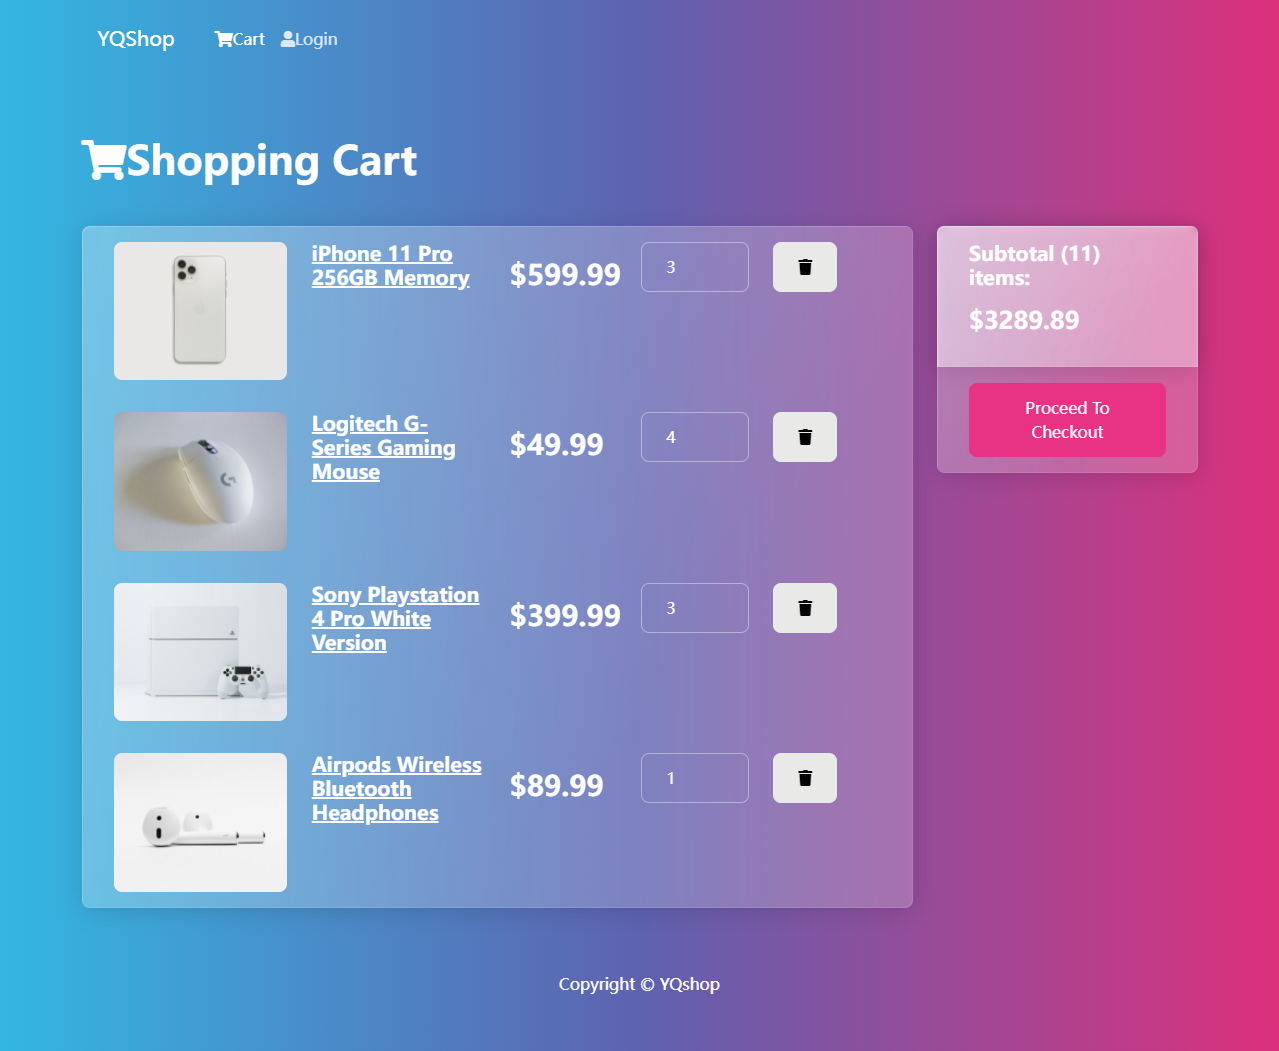 YQShop
Cart
Login
Shopping Cart
iPhone 11 Pro
256GB Memory
$599.99
3
Logitech G-
Series Gaming
Mouse
$49.99
4
Sony Playstation
4 Pro White
Version
$399.99
3
Airpods Wireless
Bluetooth
Headphones
$89.99
1
Subtotal (11)
items:
$3289.89
Proceed To
Checkout
Copyright © YQshop